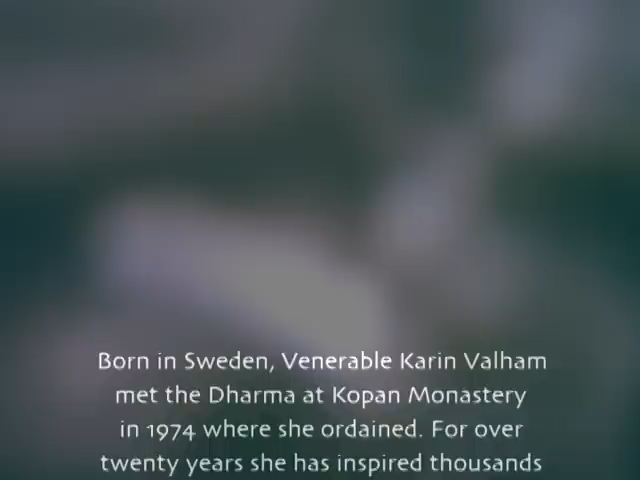 Born in Sweden, Venerable Karin Valham
met the Dharma at Kopan Monastery
in 1974 where she ordained. For over
twenty years she has inspired thousands